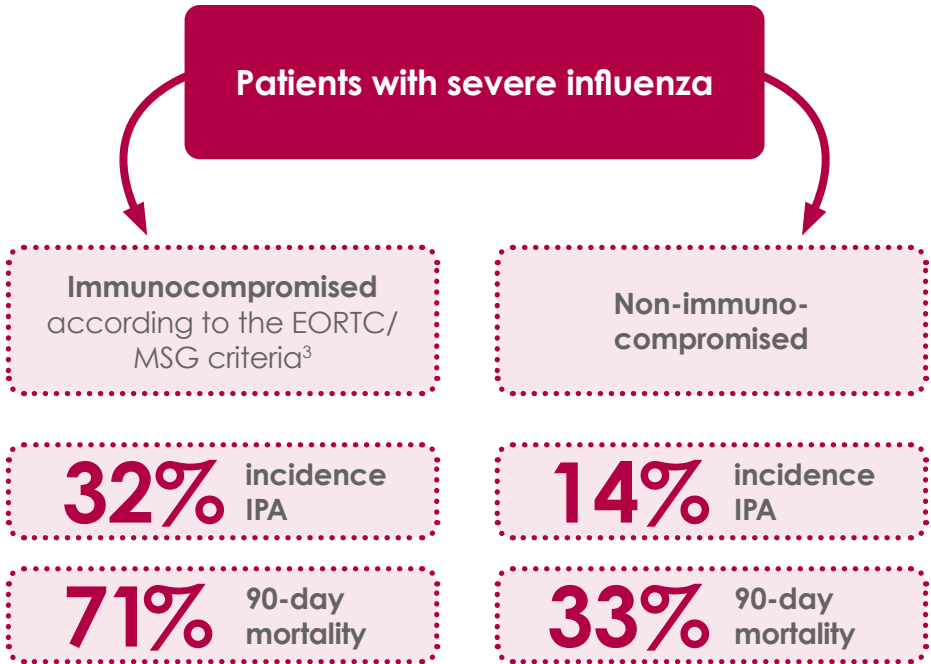 Patients with severe influenza
Immunocompromised
according to the EORTC/
MSG criteria³
Non-immuno-
compromised
32% incidence
IPA
14% incidence
IPA
71% 90-day
mortality
33% 90-day
mortality